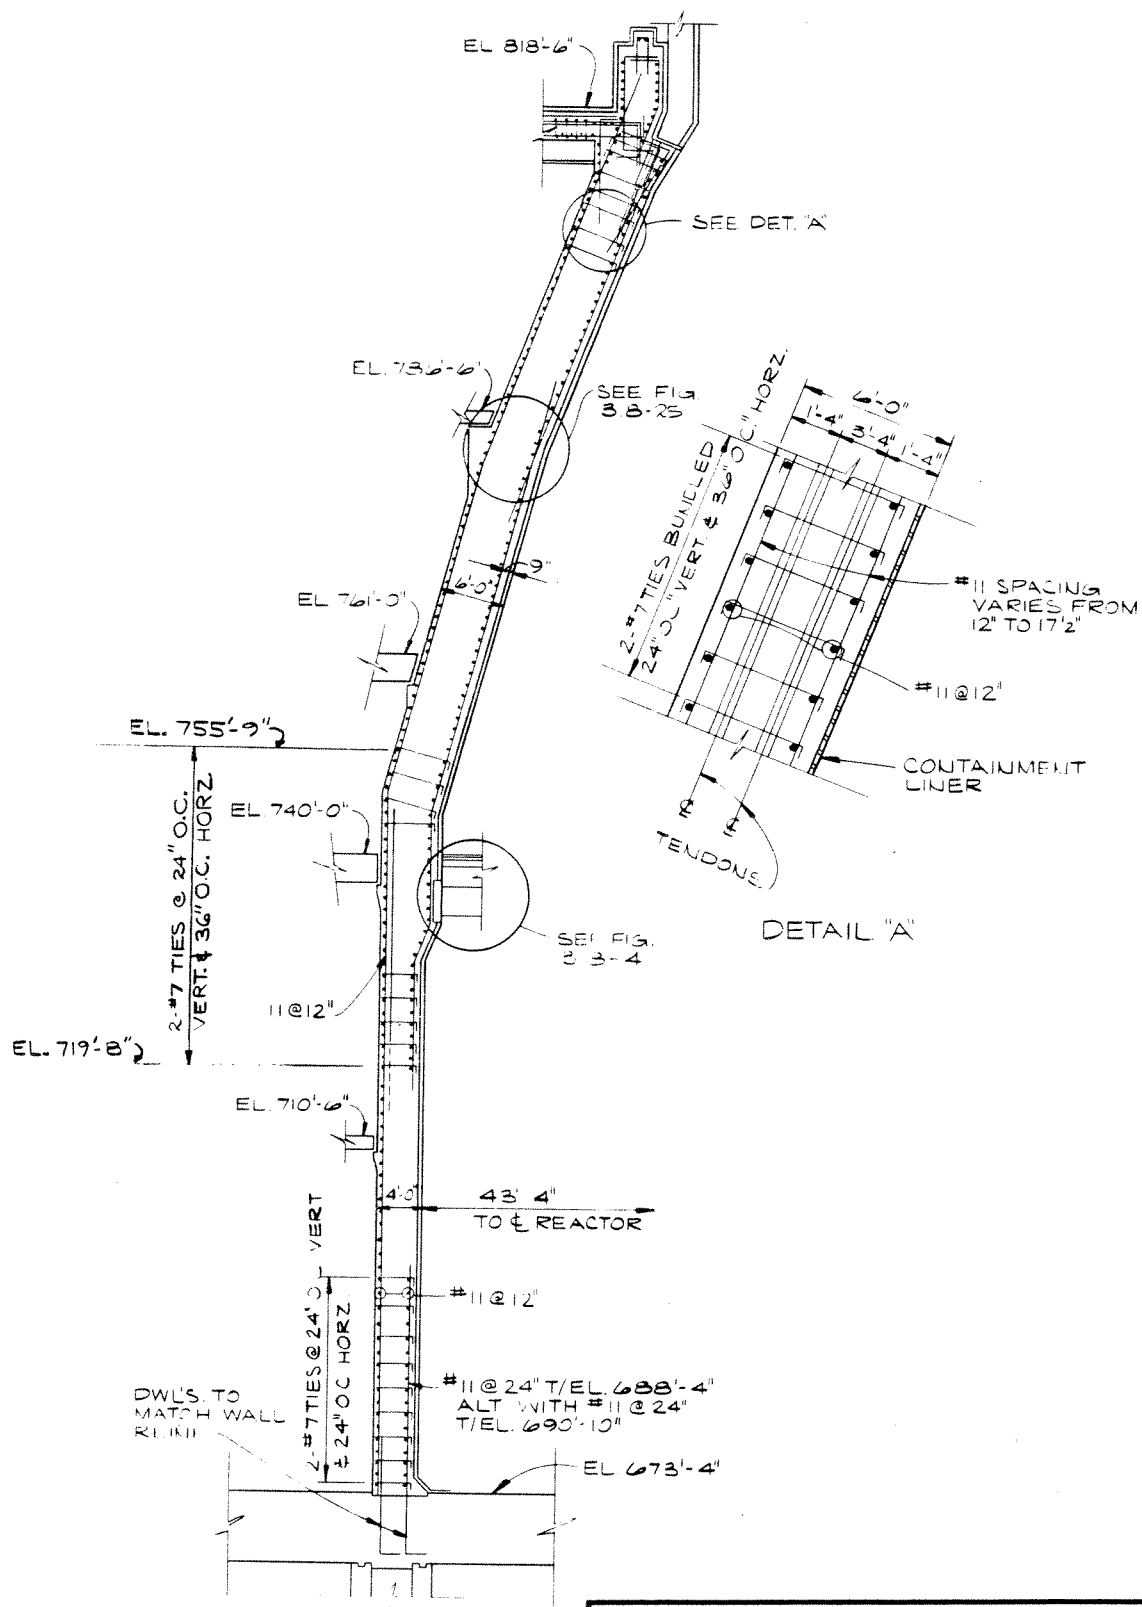 EL 818'-6"
SEE DET. "A"
EL. 786'-6"
SEE FIG.
3.8-25
6'-0"
1'-4"
3'-4"
1'-4"
2-#7 TIES BUNDLED
24" OC "VERT. & 36" O.C." HORZ.
9"
6'-0"
#11 SPACING
VARIES FROM
12" TO 17½"
EL 761'-0"
#11@12"
EL. 755'-9"
CONTAINMENT
LINER
EL 740'-0"
TENDONS
2-#7 TIES @ 24" O.C.
VERT. & 36" O.C. HORZ
DETAIL "A"
FIG.
11@12"
EL. 719'-8"
EL. 710'-6"
4'-0"
43' 4"
TO ℄ REACTOR
#11@12"
2-#7 TIES @ 24" VERT
& 24" OC HORZ
#11@24" T/EL. 688'-4"
ALT WITH #11@24"
T/EL. 690'-10"
DWL'S. TO
MATCH WALL
EL 673'-4"